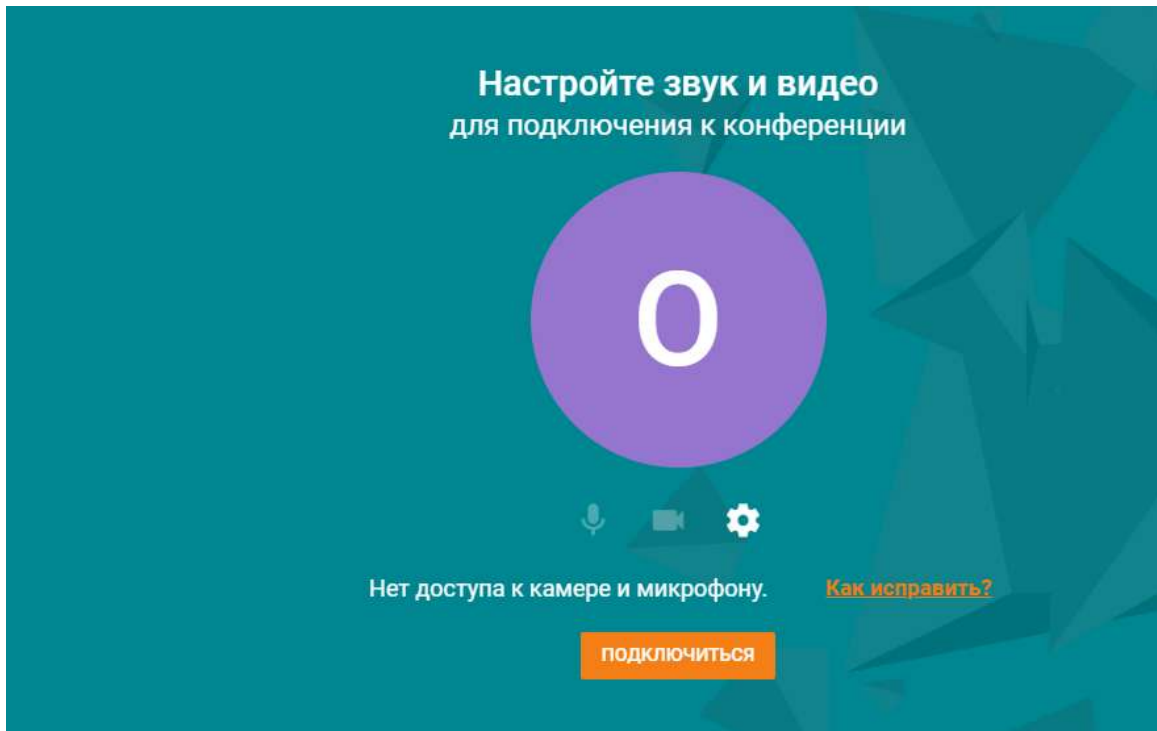 Настройте звук и видео
для подключения к конференции
О
Нет доступа к камере и микрофону. Как исправить?
ПОДКЛЮЧИТЬСЯ